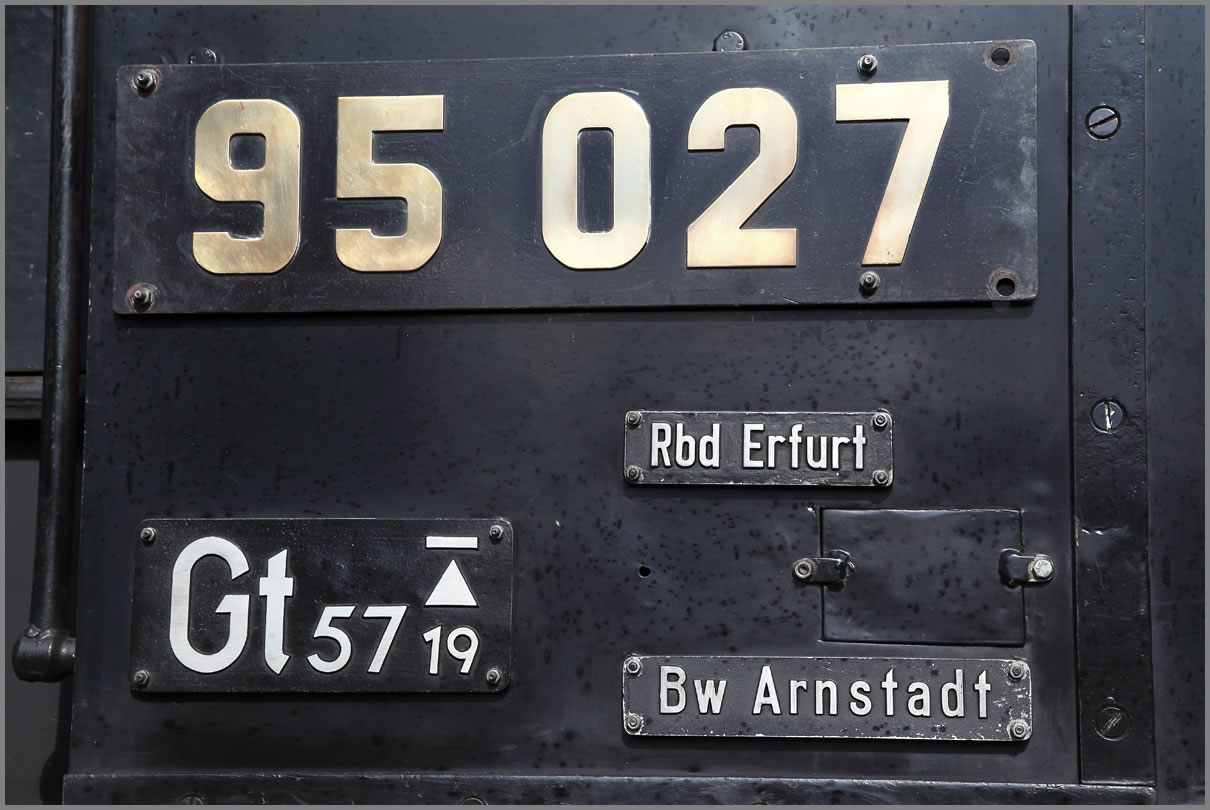 95 027
Rbd Erfurt
Gt 57
19
Bw Arnstadt